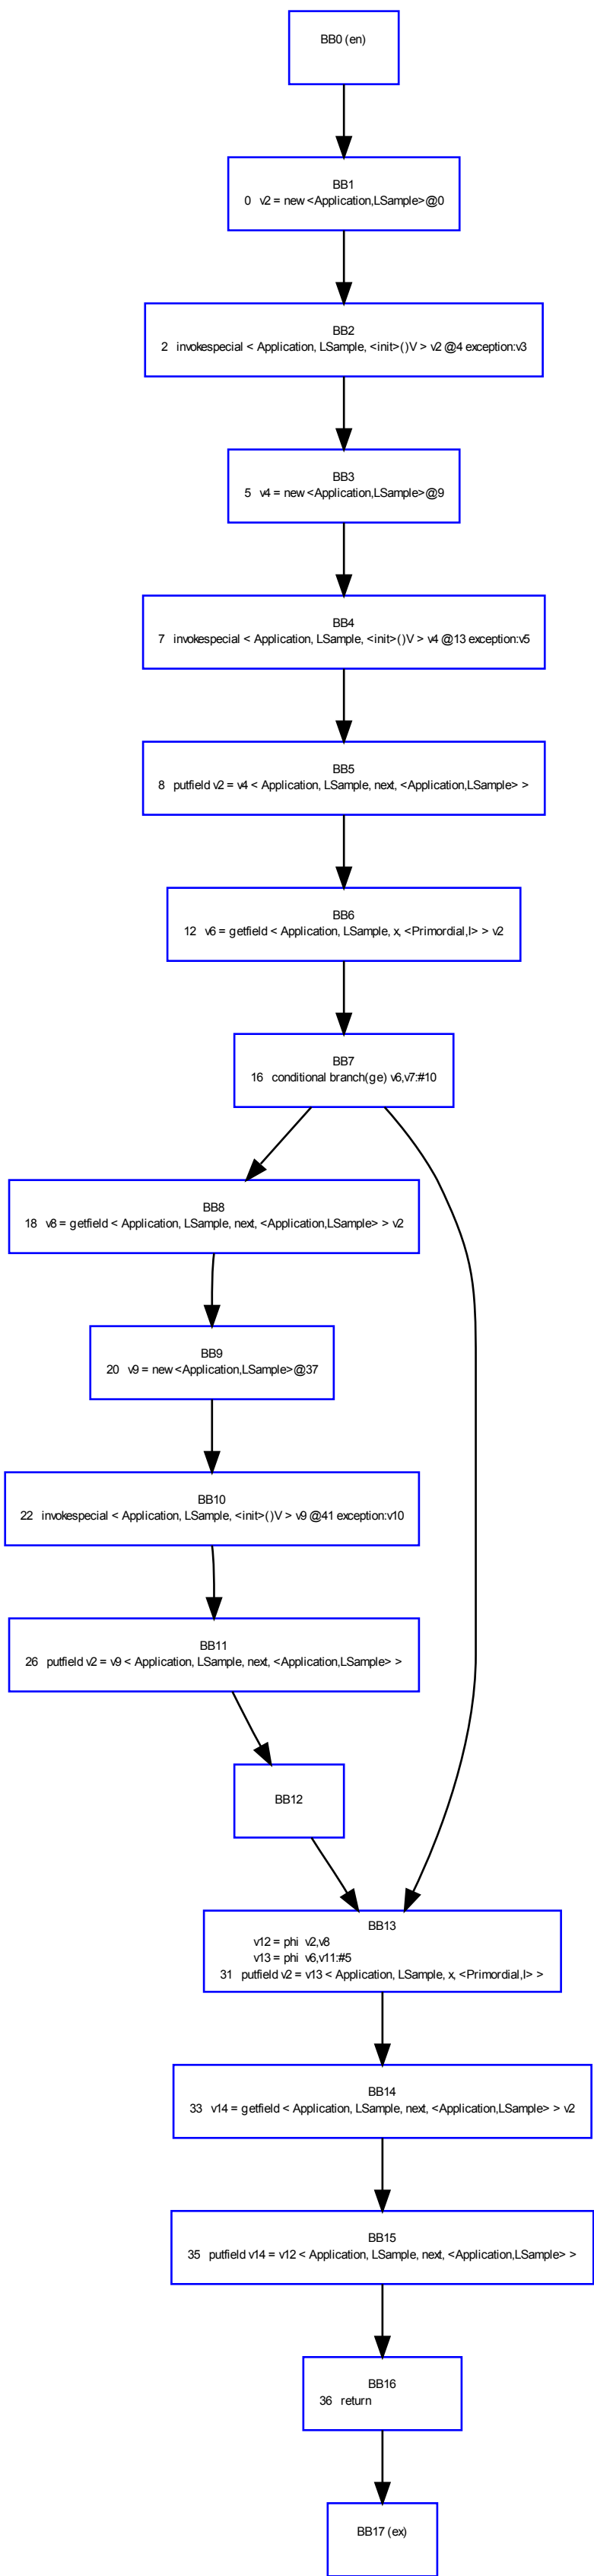 BB0 (en)
BB1
0 v2 = new <Application,LSample>@0
BB2
2 invokespecial < Application, LSample, <init>()V > v2 @4 exception:v3
BB3
5 v4 = new <Application,LSample>@9
BB4
7 invokespecial < Application, LSample, <init>()V > v4 @13 exception:v5
BB5
8 putfield v2 = v4 < Application, LSample, next, <Application,LSample> >
BB6
12 v6 = getfield < Application, LSample, x, <Primordial,I> > v2
BB7
16 conditional branch(ge) v6,v7:#10
BB8
18 v8 = getfield < Application, LSample, next, <Application,LSample> > v2
BB9
20 v9 = new <Application,LSample>@37
BB10
22 invokespecial < Application, LSample, <init>()V > v9 @41 exception:v10
BB11
26 putfield v2 = v9 < Application, LSample, next, <Application,LSample> >
BB12
BB13
v12 = phi v2,v8
v13 = phi v6,v11:#5
31 putfield v2 = v13 < Application, LSample, x, <Primordial,I> >
BB14
33 v14 = getfield < Application, LSample, next, <Application,LSample> > v2
BB15
35 putfield v14 = v12 < Application, LSample, next, <Application,LSample> >
BB16
36 return
BB17 (ex)